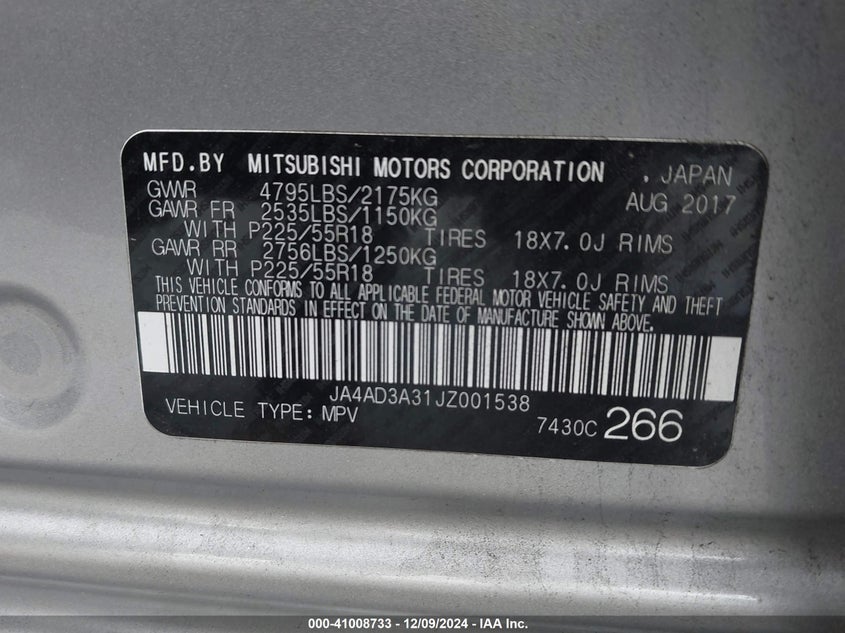 MFD.BY MITSUBISHI MOTORS CORPORATION . JAPAN
GVWR 4795LBS/2175KG AUG 2017
GAWR FR 2535LBS/1150KG
WITH P225/55R18 TIRES 18X7.0J RIMS
GAWR RR 2756LBS/1250KG
WITH P225/55R18 TIRES 18X7.0J RIMS
THIS VEHICLE CONFORMS TO ALL APPLICABLE FEDERAL MOTOR VEHICLE SAFETY AND THEFT
PREVENTION STANDARDS IN EFFECT ON THE DATE OF MANUFACTURE SHOWN ABOVE.
JA4AD3A31JZ001538
VEHICLE TYPE: MPV 7430C 266
000-41008733 - 12/09/2024 - IAA Inc.